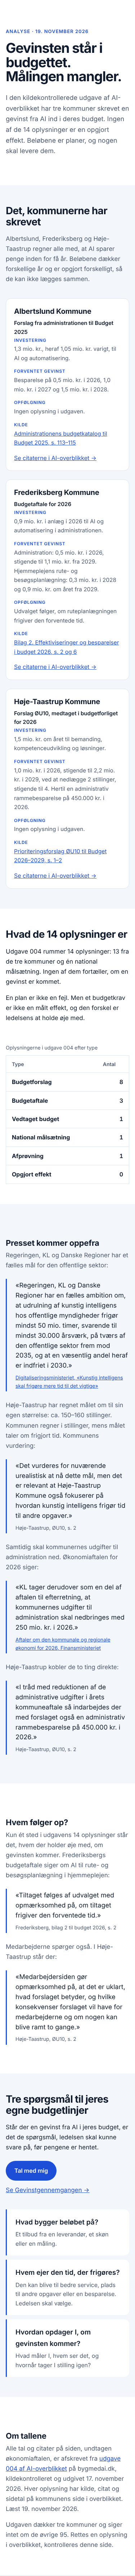 ANALYSE · 19. NOVEMBER 2026
Gevinsten står i
budgettet.
Målingen mangler.
I den kildekontrollerede udgave af AI-
overblikket har tre kommuner skrevet en
gevinst fra AI ind i deres budget. Ingen
af de 14 oplysninger er en opgjort
effekt. Beløbene er planer, og nogen
skal levere dem.
Det, kommunerne har
skrevet
Albertslund, Frederiksberg og Høje-
Taastrup regner alle med, at AI sparer
penge inden for få år. Beløbene dækker
forskellige år og er opgjort forskelligt, så
de kan ikke lægges sammen.
Albertslund Kommune
Forslag fra administrationen til Budget
2025
INVESTERING
1,3 mio. kr., heraf 1,05 mio. kr. varigt, til
AI og automatisering.
FORVENTET GEVINST
Besparelse på 0,5 mio. kr. i 2026, 1,0
mio. kr. i 2027 og 1,5 mio. kr. i 2028.
OPFØLGNING
Ingen oplysning i udgaven.
KILDE
Administrationens budgetkatalog til
Budget 2025, s. 113–115
Se citaterne i AI-overblikket →
Frederiksberg Kommune
Budgetaftale for 2026
INVESTERING
0,9 mio. kr. i anlæg i 2026 til AI og
automatisering i administrationen.
FORVENTET GEVINST
Administration: 0,5 mio. kr. i 2026,
stigende til 1,1 mio. kr. fra 2029.
Hjemmeplejens rute- og
besøgsplanlægning: 0,3 mio. kr. i 2028
og 0,9 mio. kr. om året fra 2029.
OPFØLGNING
Udvalget følger, om ruteplanlægningen
frigiver den forventede tid.
KILDE
Bilag 2, Effektiviseringer og besparelser
i budget 2026, s. 2 og 6
Se citaterne i AI-overblikket →
Høje-Taastrup Kommune
Forslag ØU10, medtaget i budgetforliget
for 2026
INVESTERING
1,5 mio. kr. om året til bemanding,
kompetenceudvikling og løsninger.
FORVENTET GEVINST
1,0 mio. kr. i 2026, stigende til 2,2 mio.
kr. i 2029, ved at nedlægge 2 stillinger,
stigende til 4. Hertil en administrativ
rammebesparelse på 450.000 kr. i
2026.
OPFØLGNING
Ingen oplysning i udgaven.
KILDE
Prioriteringsforslag ØU10 til Budget
2026–2029, s. 1–2
Se citaterne i AI-overblikket →
Hvad de 14 oplysninger er
Udgave 004 rummer 14 oplysninger: 13 fra
de tre kommuner og én national
målsætning. Ingen af dem fortæller, om en
gevinst er kommet.
En plan er ikke en fejl. Men et budgetkrav
er ikke en målt effekt, og den forskel er
ledelsens at holde øje med.
Oplysningerne i udgave 004 efter type
Type Antal
Budgetforslag 8
Budgetaftale 3
Vedtaget budget 1
National målsætning 1
Afprøvning 1
Opgjort effekt 0
Presset kommer oppefra
Regeringen, KL og Danske Regioner har et
fælles mål for den offentlige sektor:
«Regeringen, KL og Danske
Regioner har en fælles ambition om,
at udrulning af kunstig intelligens
hos offentlige myndigheder frigør
mindst 50 mio. timer, svarende til
mindst 30.000 årsværk, på tværs af
den offentlige sektor frem mod
2035, og at en væsentlig andel heraf
er indfriet i 2030.»
Digitaliseringsministeriet, «Kunstig intelligens
skal frigøre mere tid til det vigtige»
Høje-Taastrup har regnet målet om til sin
egen størrelse: ca. 150–160 stillinger.
Kommunen regner i stillinger, mens målet
taler om frigjort tid. Kommunens
vurdering:
«Det vurderes for nuværende
urealistisk at nå dette mål, men det
er relevant at Høje-Taastrup
Kommune også fokuserer på
hvordan kunstig intelligens frigør tid
til andre opgaver.»
Høje-Taastrup, ØU10, s. 2
Samtidig skal kommunernes udgifter til
administration ned. Økonomiaftalen for
2026 siger:
«KL tager derudover som en del af
aftalen til efterretning, at
kommunernes udgifter til
administration skal nedbringes med
250 mio. kr. i 2026.»
Aftaler om den kommunale og regionale
økonomi for 2026, Finansministeriet
Høje-Taastrup kobler de to ting direkte:
«I tråd med reduktionen af de
administrative udgifter i årets
kommuneaftale så indarbejdes der
med forslaget også en administrativ
rammebesparelse på 450.000 kr. i
2026.»
Høje-Taastrup, ØU10, s. 2
Hvem følger op?
Kun ét sted i udgavens 14 oplysninger står
der, hvem der følger med, om gevinsten
kommer. Frederiksbergs
budgetaftale siger om AI til rute- og
besøgsplanlægning i hjemmeplejen:
«Tiltaget følges af udvalget med
opmærksomhed på, om tiltaget
frigiver den forventede tid.»
Frederiksberg, bilag 2 til budget 2026, s. 2
Medarbejderne spørger også. I Høje-
Taastrup står der:
«Medarbejdersiden gør
opmærksomhed på, at det er uklart,
hvad forslaget betyder, og hvilke
konsekvenser forslaget vil have for
medarbejderne og om nogen kan
blive ramt for gange.»
Høje-Taastrup, ØU10, s. 2
Tre spørgsmål til jeres
egne budgetlinjer
Står der en gevinst fra AI i jeres budget, er
det de spørgsmål, ledelsen skal kunne
svare på, før pengene er hentet.
Tal med mig
Se Gevinstgennemgangen →
Hvad bygger beløbet på?
Et tilbud fra en leverandør, et skøn
eller en måling.
Hvem ejer den tid, der frigøres?
Den kan blive til bedre service, plads
til andre opgaver eller en besparelse.
Ledelsen skal vælge.
Hvordan opdager I, om
gevinsten kommer?
Hvad måler I, hvem ser det, og
hvornår tager I stilling igen?
Om tallene
Alle tal og citater på siden, undtagen
økonomiaftalen, er afskrevet fra udgave
004 af AI-overblikket på bygmedai.dk,
kildekontrolleret og udgivet 17. november
2026. Hver oplysning har kilde, citat og
sidetal på kommunens side i overblikket.
Læst 19. november 2026.
Udgaven dækker tre kommuner og siger
intet om de øvrige 95. Rettes en oplysning
i overblikket, kontrolleres denne side.